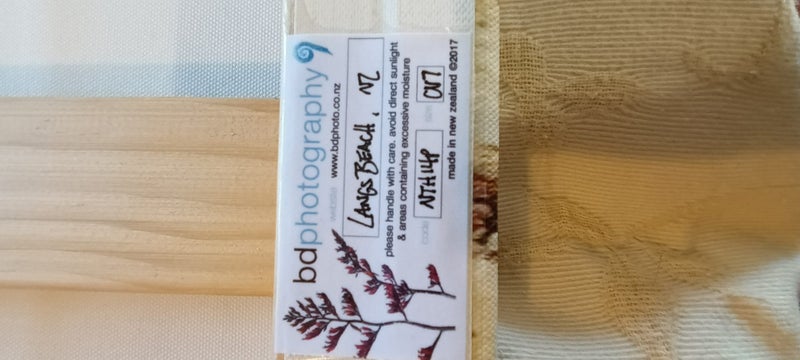 bdphotography
website www.bdphoto.co.nz
LANGS BEACH, NZ
please handle with care. avoid direct sunlight
& areas containing excessive moisture
code NTH14P size CV17
made in new zealand ©2017